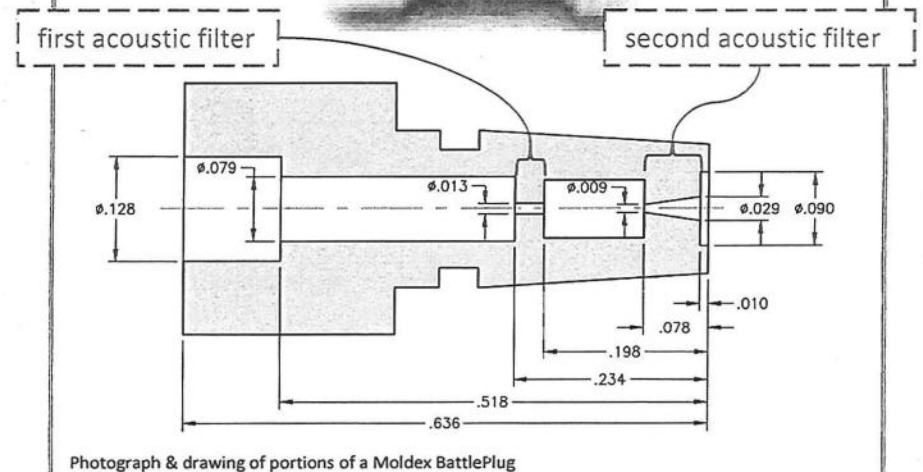 first acoustic filter
second acoustic filter
ø.079
ø.013
ø.009
ø.128
ø.029
ø.090
.010
.078
.198
.234
.518
.636
Photograph & drawing of portions of a Moldex BattlePlug